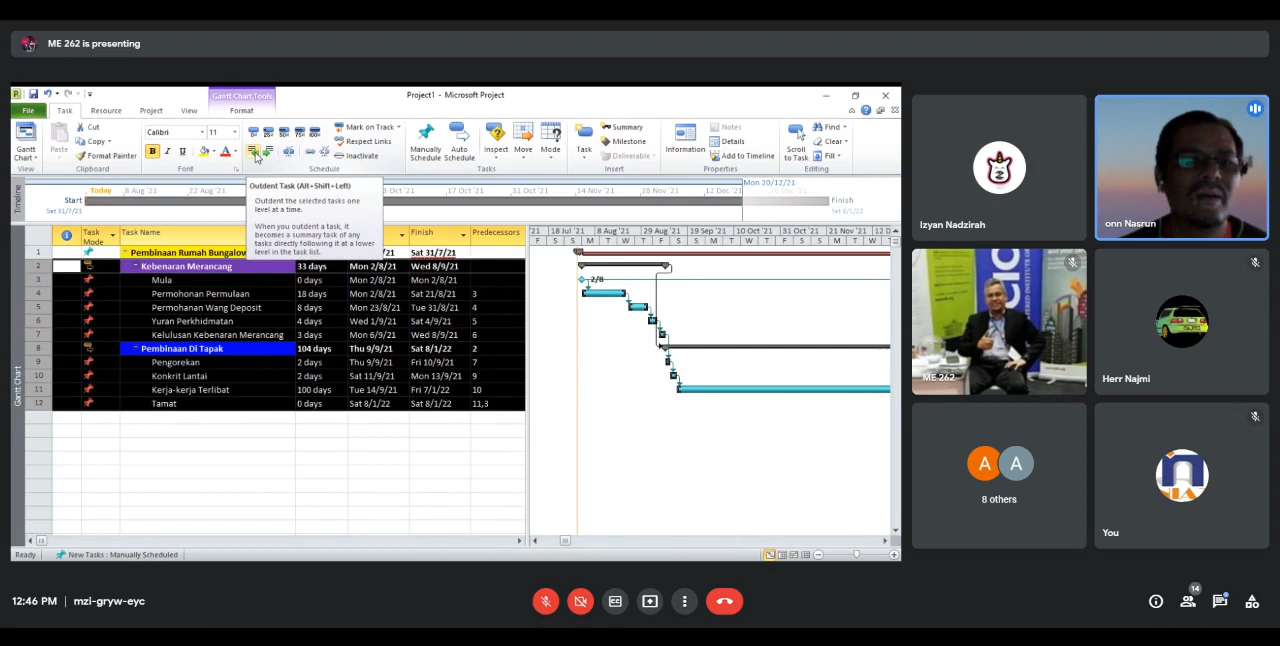 ME 262 is presenting
Project1 - Microsoft Project
Gantt Chart Tools
File Task Resource Project View Format
Gantt Chart
Paste
Cut
Copy
Format Painter
Calibri 11
B I U A
Mark on Track
Respect Links
Inactivate
Manually Schedule
Auto Schedule
Inspect Move Mode
Task
Summary
Milestone
Deliverable
Information
Notes
Details
Add to Timeline
Scroll to Task
Find
Clear
Fill
View Clipboard Font Schedule Tasks Insert Properties Editing
Timeline
Mon 20/12/21
Today 8 Aug '21 22 Aug '21 3 Oct '21 17 Oct '21 31 Oct '21 14 Nov '21 28 Nov '21 12 Dec '21
Start
Sat 31/7/21
Finish
Sat 8/1/22
Outdent Task (Alt+Shift+Left)
Outdent the selected tasks one
level at a time.
When you outdent a task, it
becomes a summary task of any
tasks directly following it at a lower
level in the task list.
Task Mode Task Name Finish Predecessors
21 18 Jul '21 8 Aug '21 29 Aug '21 19 Sep '21 10 Oct '21 31 Oct '21 21 Nov '21 12 D
F S S M T W T F S S M T W T F S S M T W
1 Pembinaan Rumah Bungalow Sat 31/7/21
2 Kebenaran Merancang 33 days Mon 2/8/21 Wed 8/9/21
3 Mula 0 days Mon 2/8/21 Mon 2/8/21
4 Permohonan Permulaan 18 days Mon 2/8/21 Sat 21/8/21 3
5 Permohanan Wang Deposit 8 days Mon 23/8/21 Tue 31/8/21 4
6 Yuran Perkhidmatan 4 days Wed 1/9/21 Sat 4/9/21 5
7 Kelulusan Kebenaran Merancang 3 days Mon 6/9/21 Wed 8/9/21 6
8 Pembinaan Di Tapak 104 days Thu 9/9/21 Sat 8/1/22 2
9 Pengorekan 2 days Thu 9/9/21 Fri 10/9/21 7
10 Konkrit Lantai 2 days Sat 11/9/21 Mon 13/9/21 9
11 Kerja-kerja Terlibat 100 days Tue 14/9/21 Fri 7/1/22 10
12 Tamat 0 days Sat 8/1/22 Sat 8/1/22 11,3
2/8
Gantt Chart
Ready New Tasks : Manually Scheduled
Izyan Nadzirah
onn Nasrun
ME 262
Herr Najmi
A A
8 others
You
12:46 PM | mzi-gryw-eyc
14